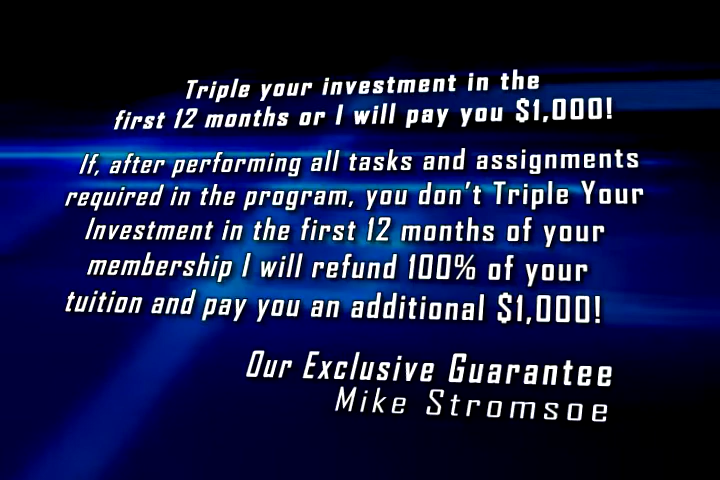 Triple your investment in the
first 12 months or I will pay you $1,000!
If, after performing all tasks and assignments
required in the program, you don't Triple Your
Investment in the first 12 months of your
membership I will refund 100% of your
tuition and pay you an additional $1,000!
Our Exclusive Guarantee
Mike Stromsoe